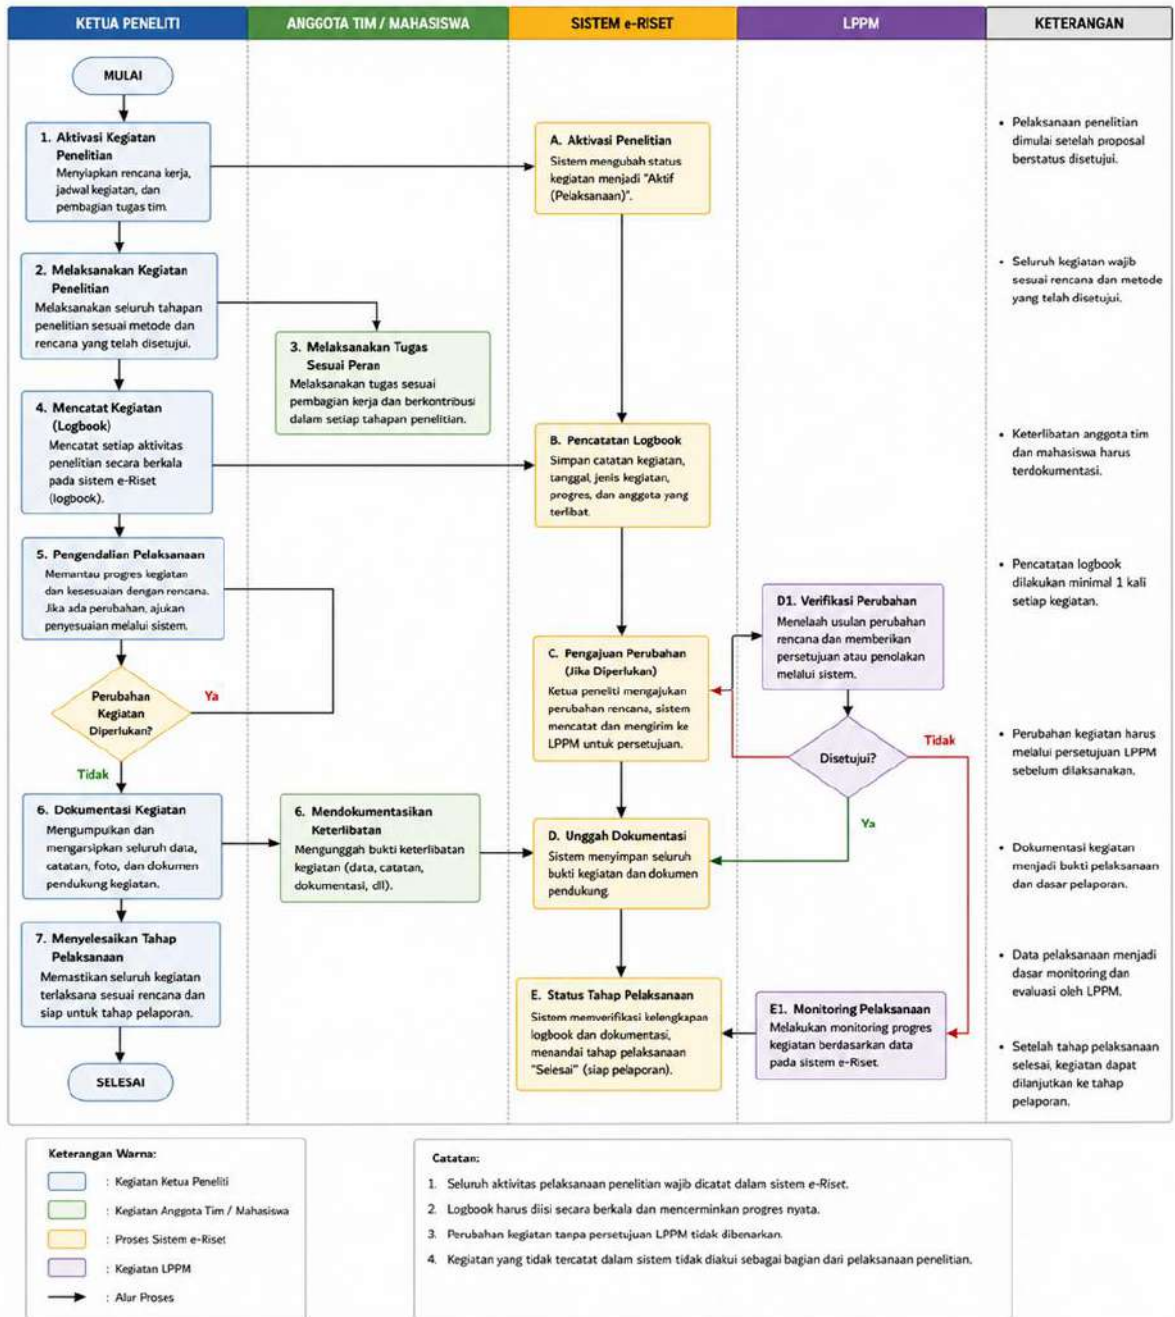 KETUA PENELITI
ANGGOTA TIM / MAHASISWA
SISTEM e-RISET
LPPM
KETERANGAN
MULAI
1. Aktivasi Kegiatan
Penelitian
Menyiapkan rencana kerja,
jadwal kegiatan, dan
pembagian tugas tim.
A. Aktivasi Penelitian
Sistem mengubah status
kegiatan menjadi "Aktif
(Pelaksanaan)".
• Pelaksanaan penelitian
dimulai setelah proposal
berstatus disetujui.
2. Melaksanakan Kegiatan
Penelitian
Melaksanakan seluruh tahapan
penelitian sesuai metode dan
rencana yang telah disetujui.
• Seluruh kegiatan wajib
sesuai rencana dan metode
yang telah disetujui.
3. Melaksanakan Tugas
Sesuai Peran
Melaksanakan tugas sesuai
pembagian kerja dan berkontribusi
dalam setiap tahapan penelitian.
4. Mencatat Kegiatan
(Logbook)
Mencatat setiap aktivitas
penelitian secara berkala
pada sistem e-Riset
(logbook).
B. Pencatatan Logbook
Simpan catatan kegiatan,
tanggal, jenis kegiatan,
progres, dan anggota yang
terlibat.
• Keterlibatan anggota tim
dan mahasiswa harus
terdokumentasi.
5. Pengendalian Pelaksanaan
Memantau progres kegiatan
dan kesesuaian dengan rencana.
Jika ada perubahan, ajukan
penyesuaian melalui sistem.
• Pencatatan logbook
dilakukan minimal 1 kali
setiap kegiatan.
D1. Verifikasi Perubahan
Menelaah usulan perubahan
rencana dan memberikan
persetujuan atau penolakan
melalui sistem.
C. Pengajuan Perubahan
(Jika Diperlukan)
Ketua peneliti mengajukan
perubahan rencana, sistem
mencatat dan mengirim ke
LPPM untuk persetujuan.
Perubahan
Kegiatan
Diperlukan?
Ya
Tidak
Disetujui?
Tidak
Ya
• Perubahan kegiatan harus
melalui persetujuan LPPM
sebelum dilaksanakan.
6. Dokumentasi Kegiatan
Mengumpulkan dan
mengarsipkan seluruh data,
catatan, foto, dan dokumen
pendukung kegiatan.
6. Mendokumentasikan
Keterlibatan
Mengunggah bukti keterlibatan
kegiatan (data, catatan,
dokumentasi, dll).
D. Unggah Dokumentasi
Sistem menyimpan seluruh
bukti kegiatan dan dokumen
pendukung.
• Dokumentasi kegiatan
menjadi bukti pelaksanaan
dan dasar pelaporan.
7. Menyelesaikan Tahap
Pelaksanaan
Memastikan seluruh kegiatan
terlaksana sesuai rencana dan
siap untuk tahap pelaporan.
• Data pelaksanaan menjadi
dasar monitoring dan
evaluasi oleh LPPM.
E. Status Tahap Pelaksanaan
Sistem memverifikasi kelengkapan
logbook dan dokumentasi,
menandai tahap pelaksanaan
"Selesai" (siap pelaporan).
E1. Monitoring Pelaksanaan
Melakukan monitoring progres
kegiatan berdasarkan data
pada sistem e-Riset.
• Setelah tahap pelaksanaan
selesai, kegiatan dapat
dilanjutkan ke tahap
pelaporan.
SELESAI
Keterangan Warna:
: Kegiatan Ketua Peneliti
: Kegiatan Anggota Tim / Mahasiswa
: Proses Sistem e-Riset
: Kegiatan LPPM
: Alur Proses
Catatan:
1. Seluruh aktivitas pelaksanaan penelitian wajib dicatat dalam sistem e-Riset.
2. Logbook harus diisi secara berkala dan mencerminkan progres nyata.
3. Perubahan kegiatan tanpa persetujuan LPPM tidak dibenarkan.
4. Kegiatan yang tidak tercatat dalam sistem tidak diakui sebagai bagian dari pelaksanaan penelitian.